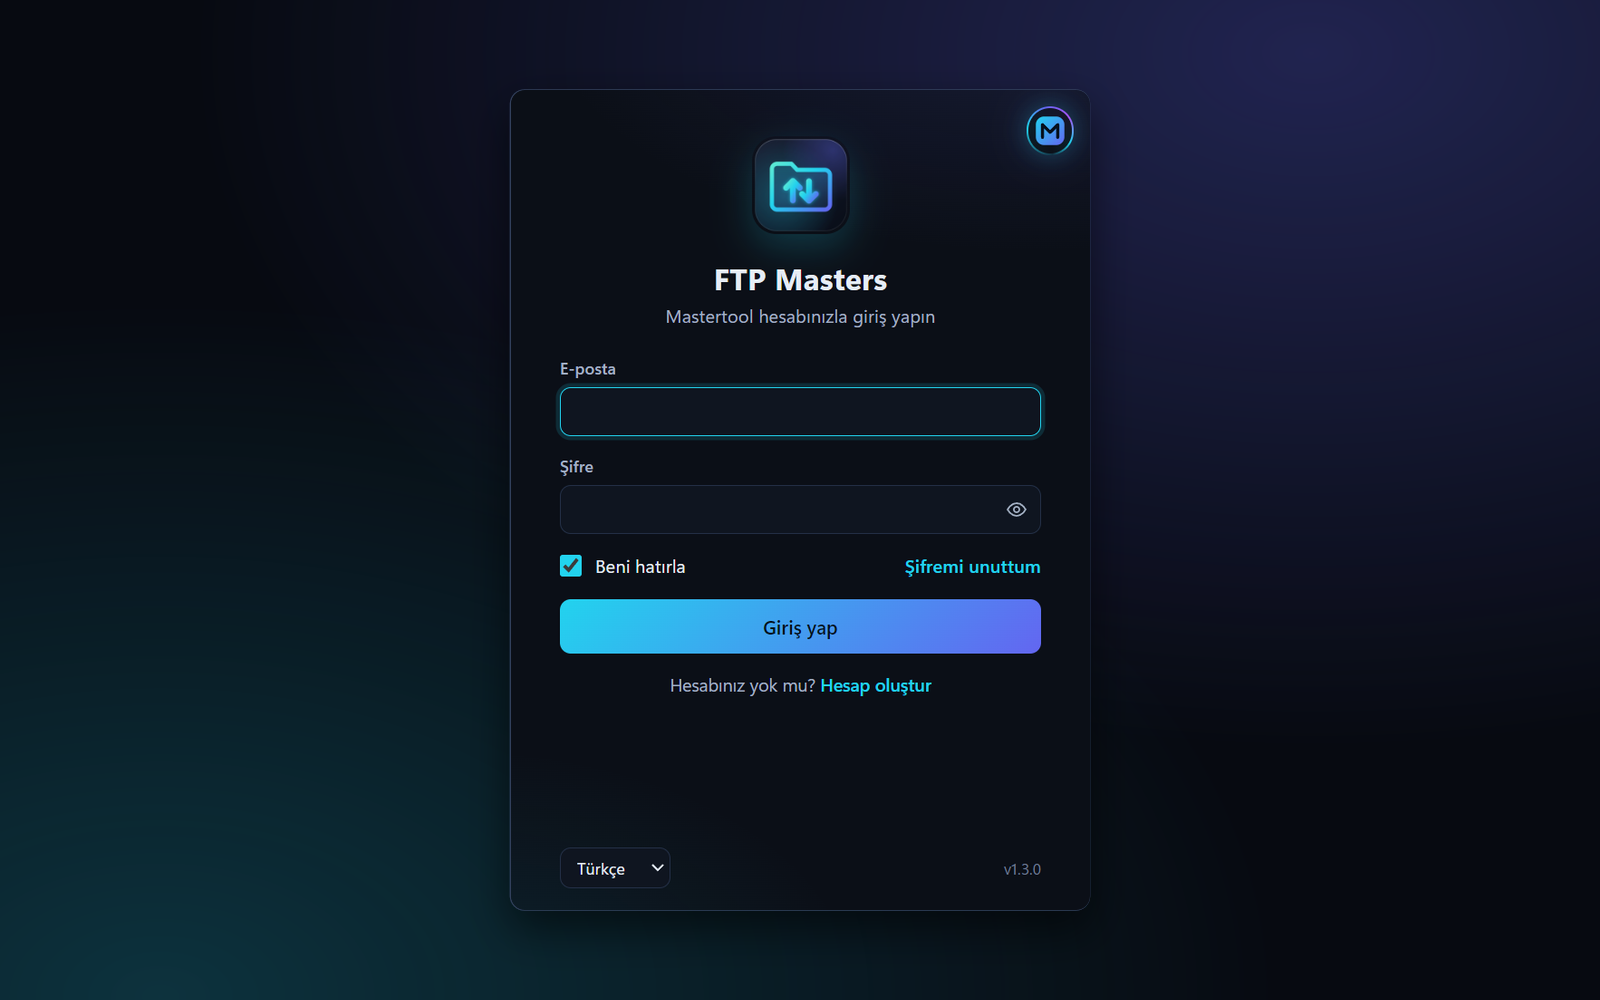 M
FTP Masters
Mastertool hesabınızla giriş yapın
E-posta
Şifre
Beni hatırla
Şifremi unuttum
Giriş yap
Hesabınız yok mu? Hesap oluştur
Türkçe
v1.3.0